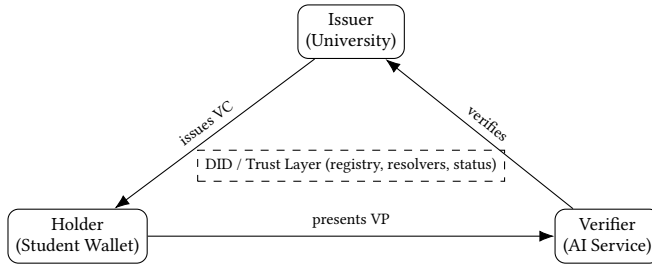 Issuer
(University)
issues VC
verifies
DID / Trust Layer (registry, resolvers, status)
Holder
(Student Wallet)
presents VP
Verifier
(AI Service)